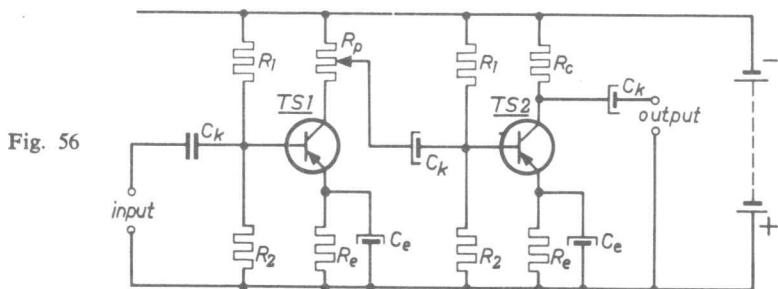 Fig. 56
R1
Rp
R1
Rc
−
TS1
TS2
Ck
Ck
Ck
output
input
+
R2
Re
Ce
R2
Re
Ce